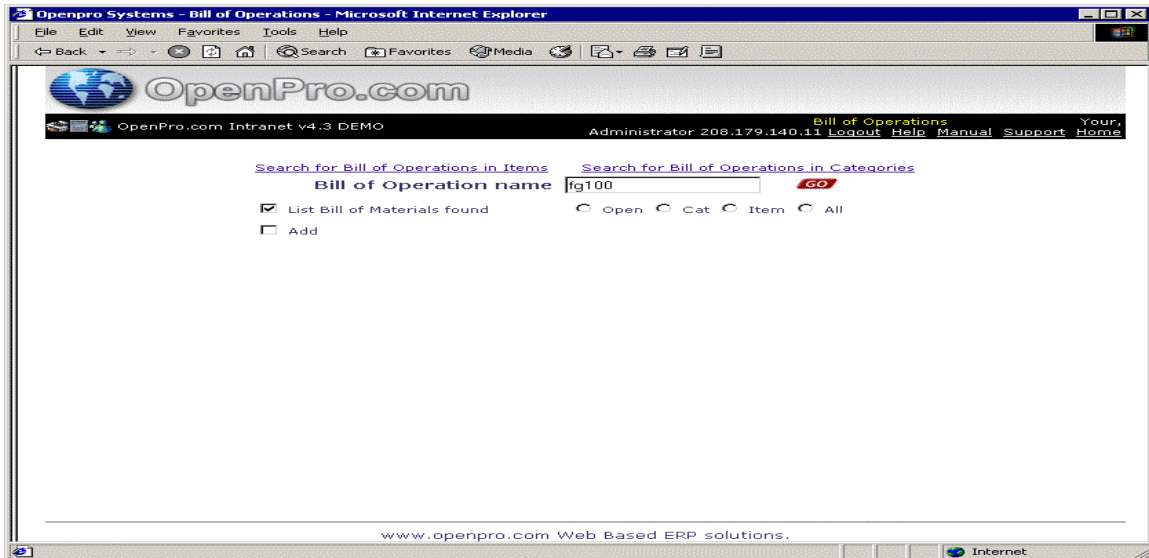 Openpro Systems - Bill of Operations - Microsoft Internet Explorer
File Edit View Favorites Tools Help
Back Search Favorites Media
OpenPro.com
OpenPro.com Intranet v4.3 DEMO
Bill of Operations Your,
Administrator 208.179.140.11 Logout Help Manual Support Home
Search for Bill of Operations in Items Search for Bill of Operations in Categories
Bill of Operation name fg100 GO
List Bill of Materials found Open Cat Item All
Add
www.openpro.com Web Based ERP solutions.
Internet